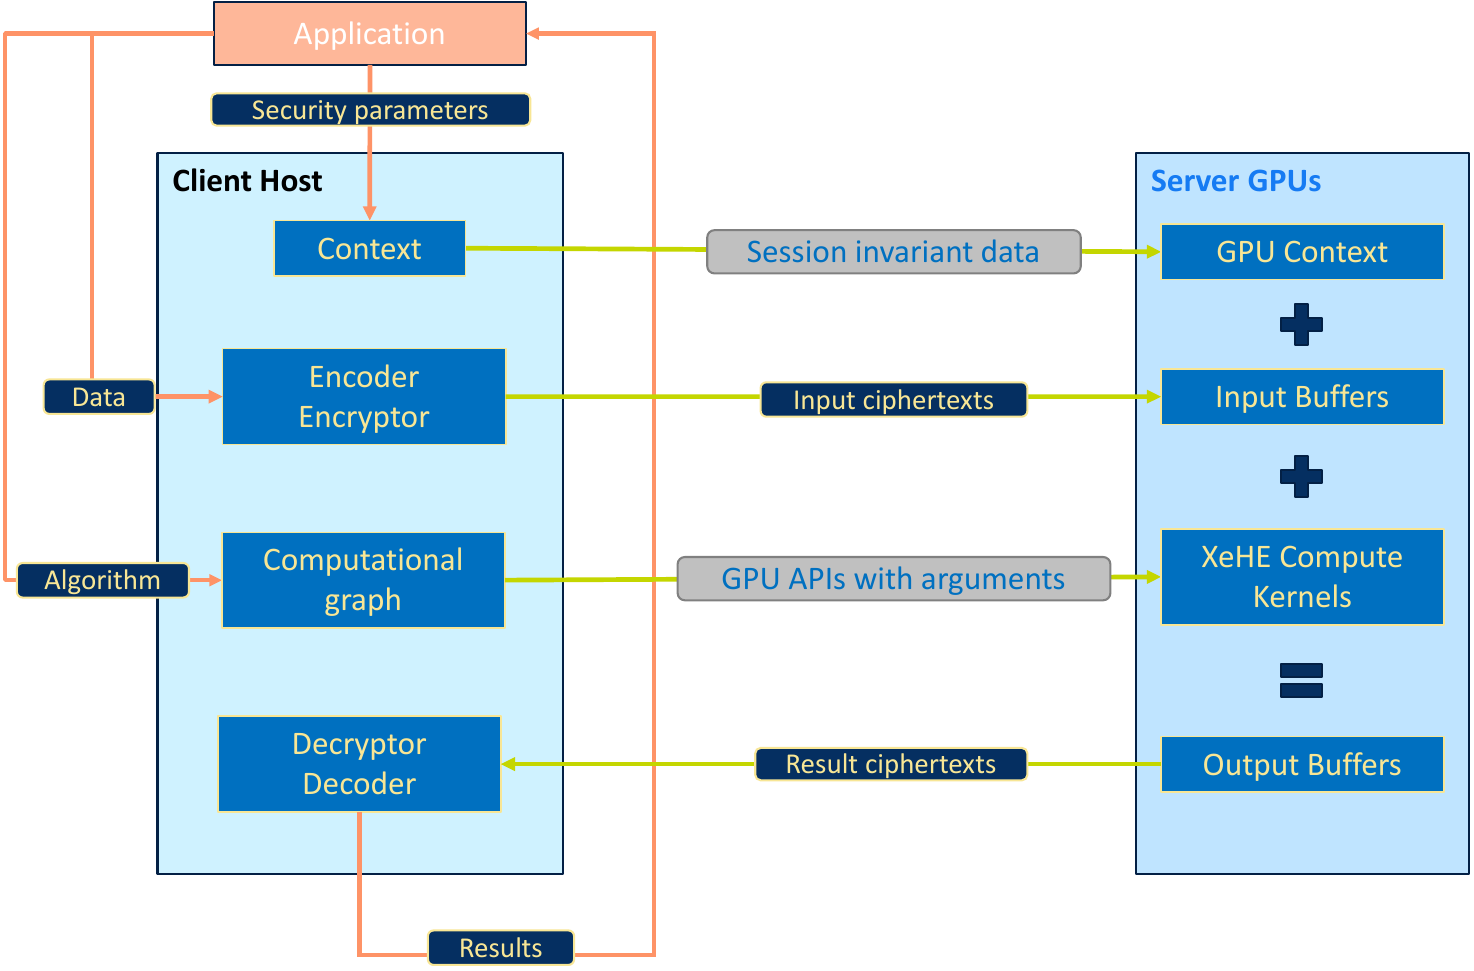 Application
Security parameters
Client Host
Server GPUs
Context
Session invariant data
GPU Context
Data
Encoder
Encryptor
Input ciphertexts
Input Buffers
Algorithm
Computational
graph
GPU APIs with arguments
XeHE Compute
Kernels
Decryptor
Decoder
Result ciphertexts
Output Buffers
Results